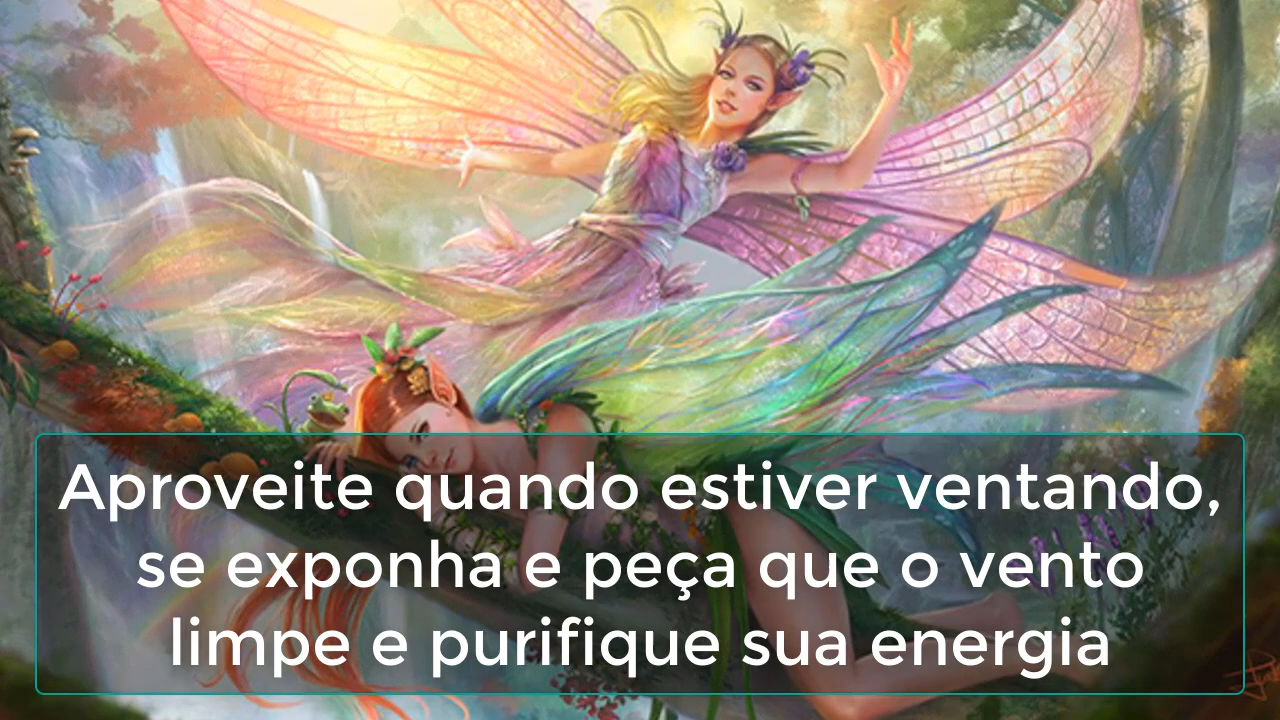 Aproveite quando estiver ventando,
se exponha e peça que o vento
limpe e purifique sua energia